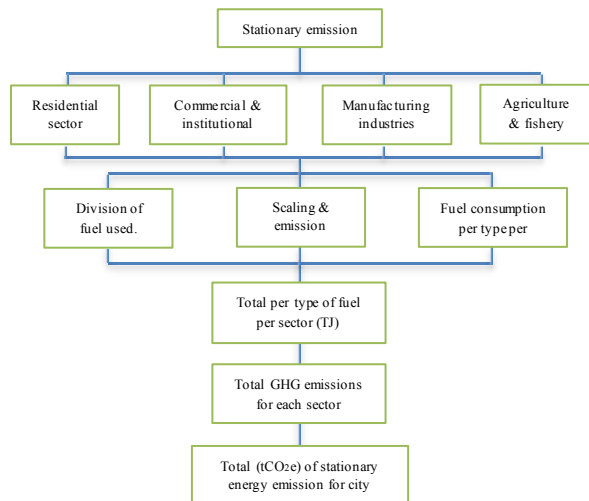 Stationary emission
Residential
sector
Commercial &
institutional
Manufacturing
industries
Agriculture
& fishery
Division of
fuel used.
Scaling &
emission
Fuel consumption
per type per
Total per type of fuel
per sector (TJ)
Total GHG emissions
for each sector
Total (tCO2e) of stationary
energy emission for city